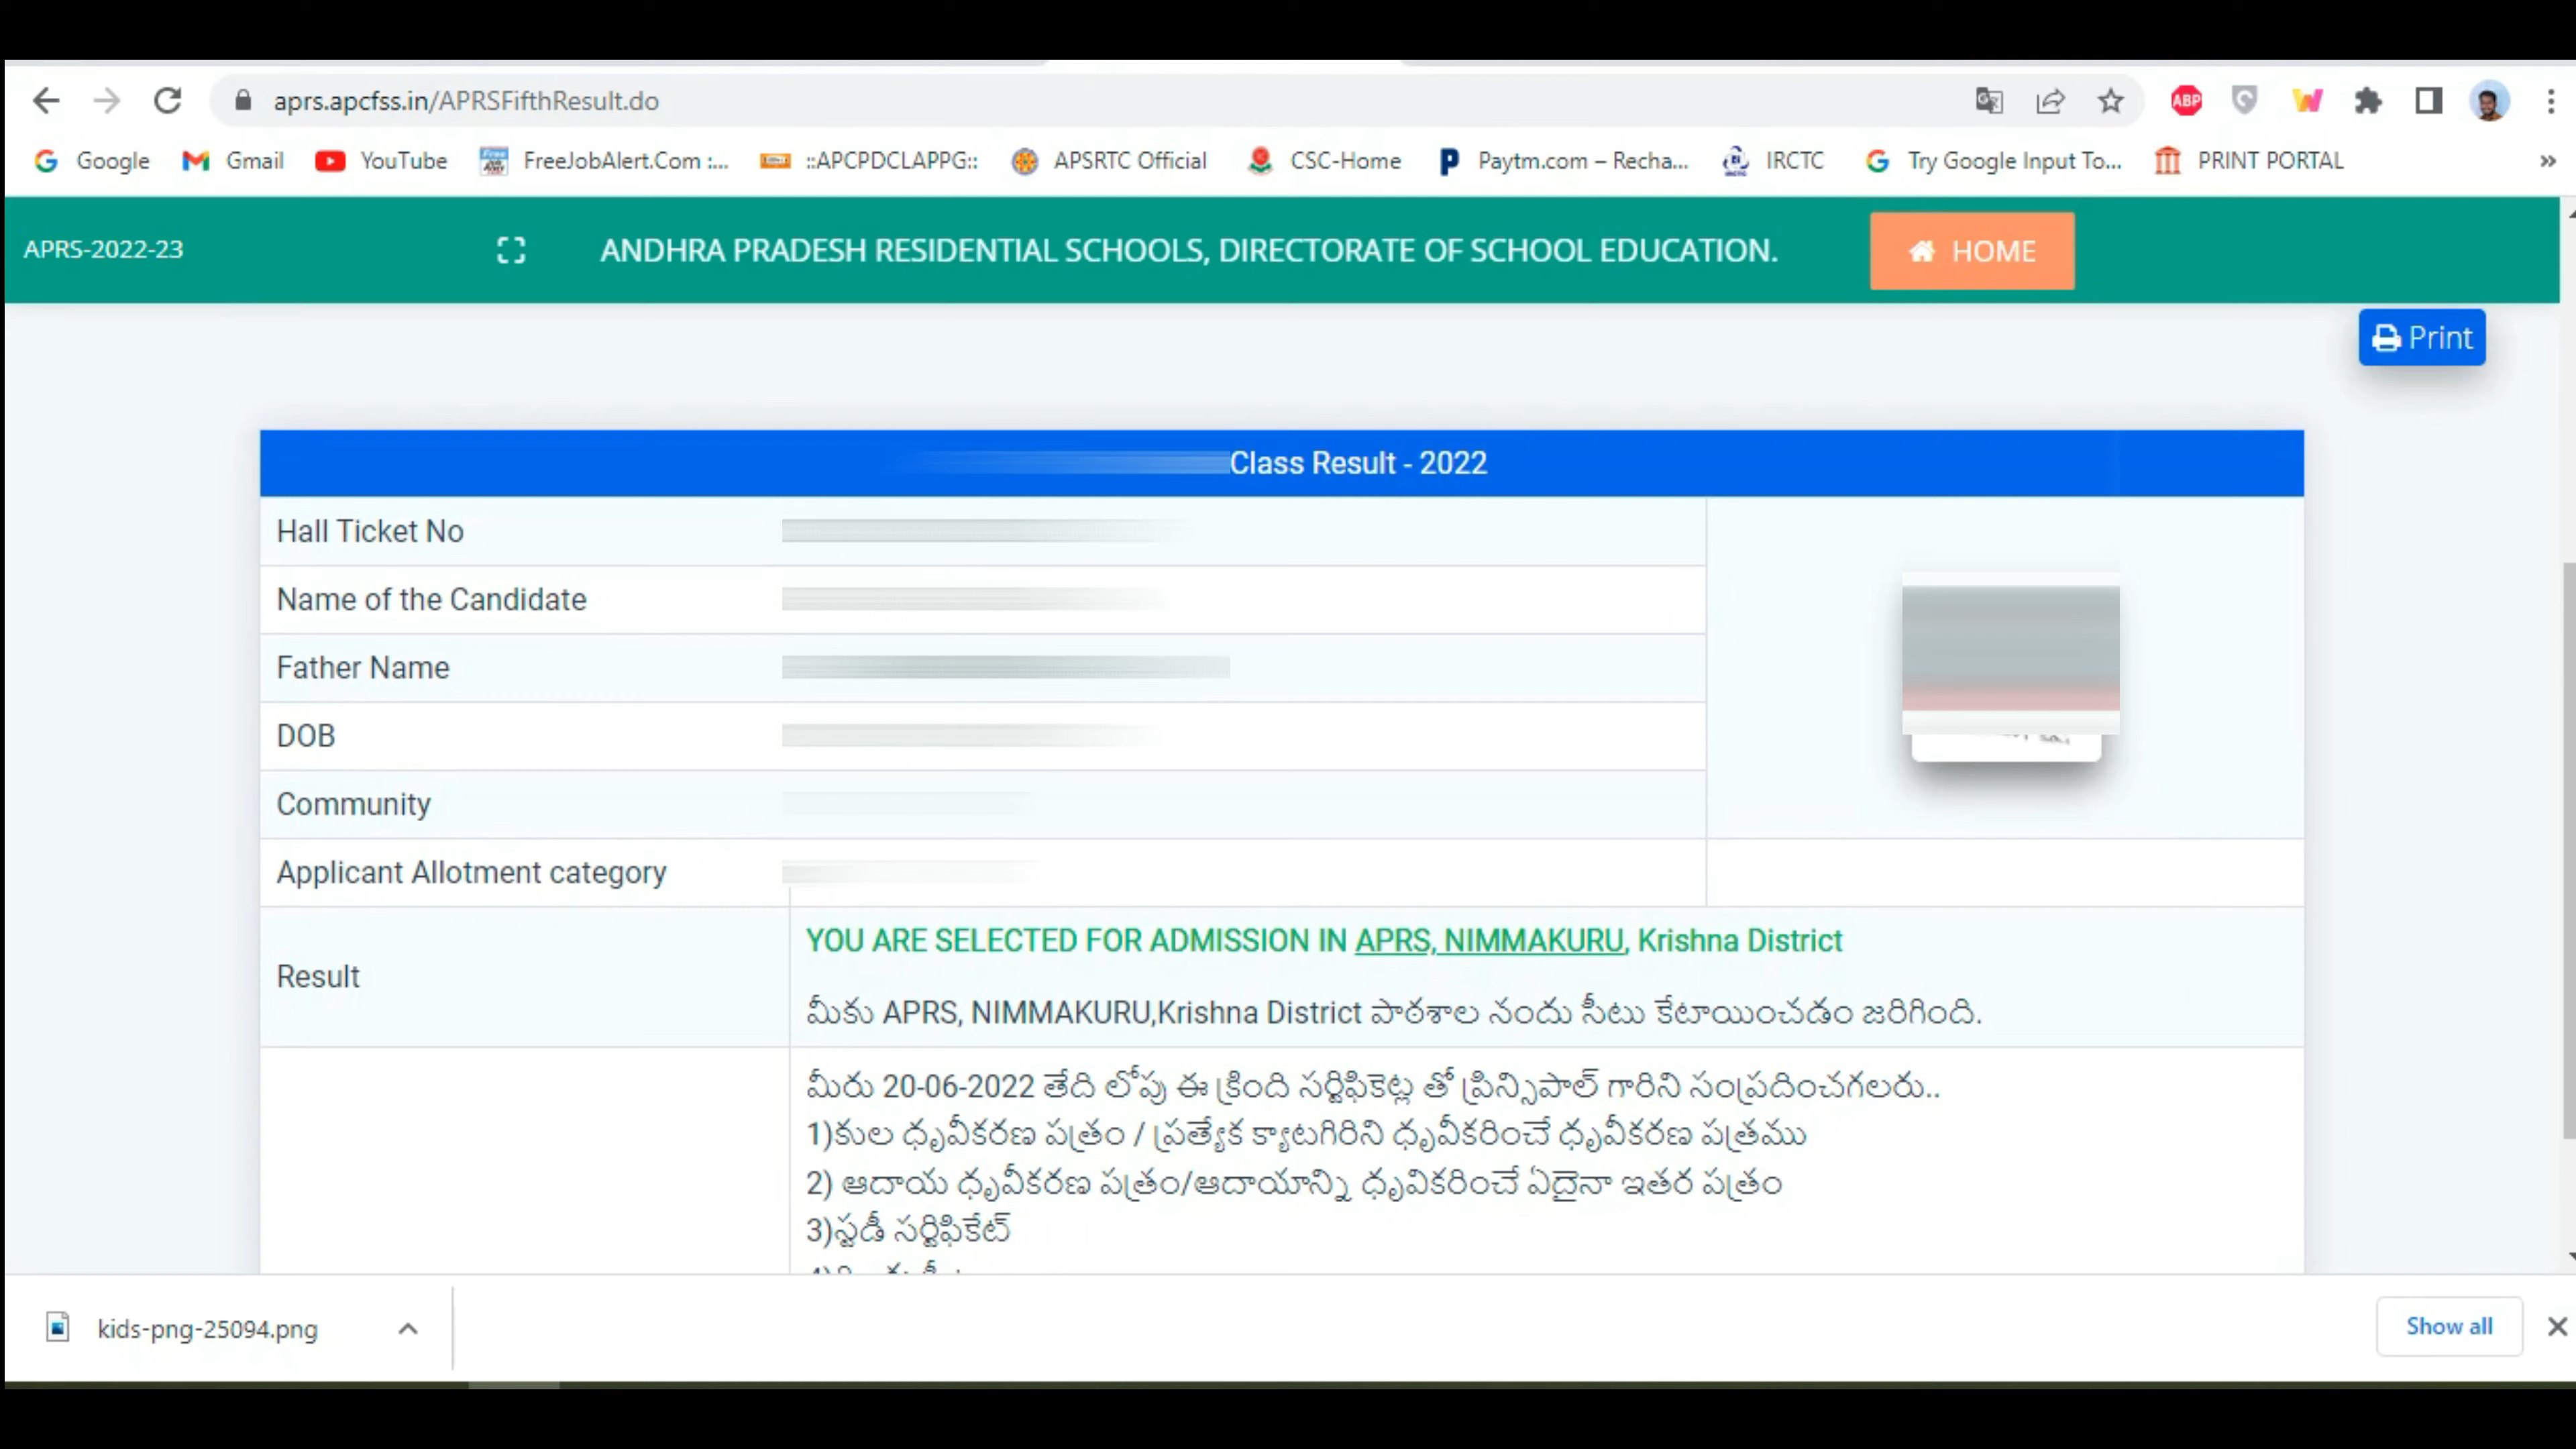 aprs.apcfss.in/APRSFifthResult.do
ABP
Google
Gmail
YouTube
FreeJobAlert.Com :...
::APCPDCLAPPG::
APSRTC Official
CSC-Home
Paytm.com – Recha...
IRCTC
Try Google Input To...
PRINT PORTAL
APRS-2022-23
ANDHRA PRADESH RESIDENTIAL SCHOOLS, DIRECTORATE OF SCHOOL EDUCATION.
HOME
Print
Class Result - 2022
Hall Ticket No
Name of the Candidate
Father Name
DOB
Community
Applicant Allotment category
Result
YOU ARE SELECTED FOR ADMISSION IN APRS, NIMMAKURU, Krishna District
మీకు APRS, NIMMAKURU,Krishna District పాఠశాల నందు సీటు కేటాయించడం జరిగింది.
మీరు 20-06-2022 తేది లోపు ఈ క్రింది సర్టిఫికెట్ల తో ప్రిన్సిపాల్ గారిని సంప్రదించగలరు..
1)కుల ధృవీకరణ పత్రం / ప్రత్యేక క్యాటగిరిని ధృవీకరించే ధృవీకరణ పత్రము
2) ఆదాయ ధృవీకరణ పత్రం/ఆదాయాన్ని ధృవికరించే ఏదైనా ఇతర పత్రం
3)స్టడీ సర్టిఫికేట్
kids-png-25094.png
Show all